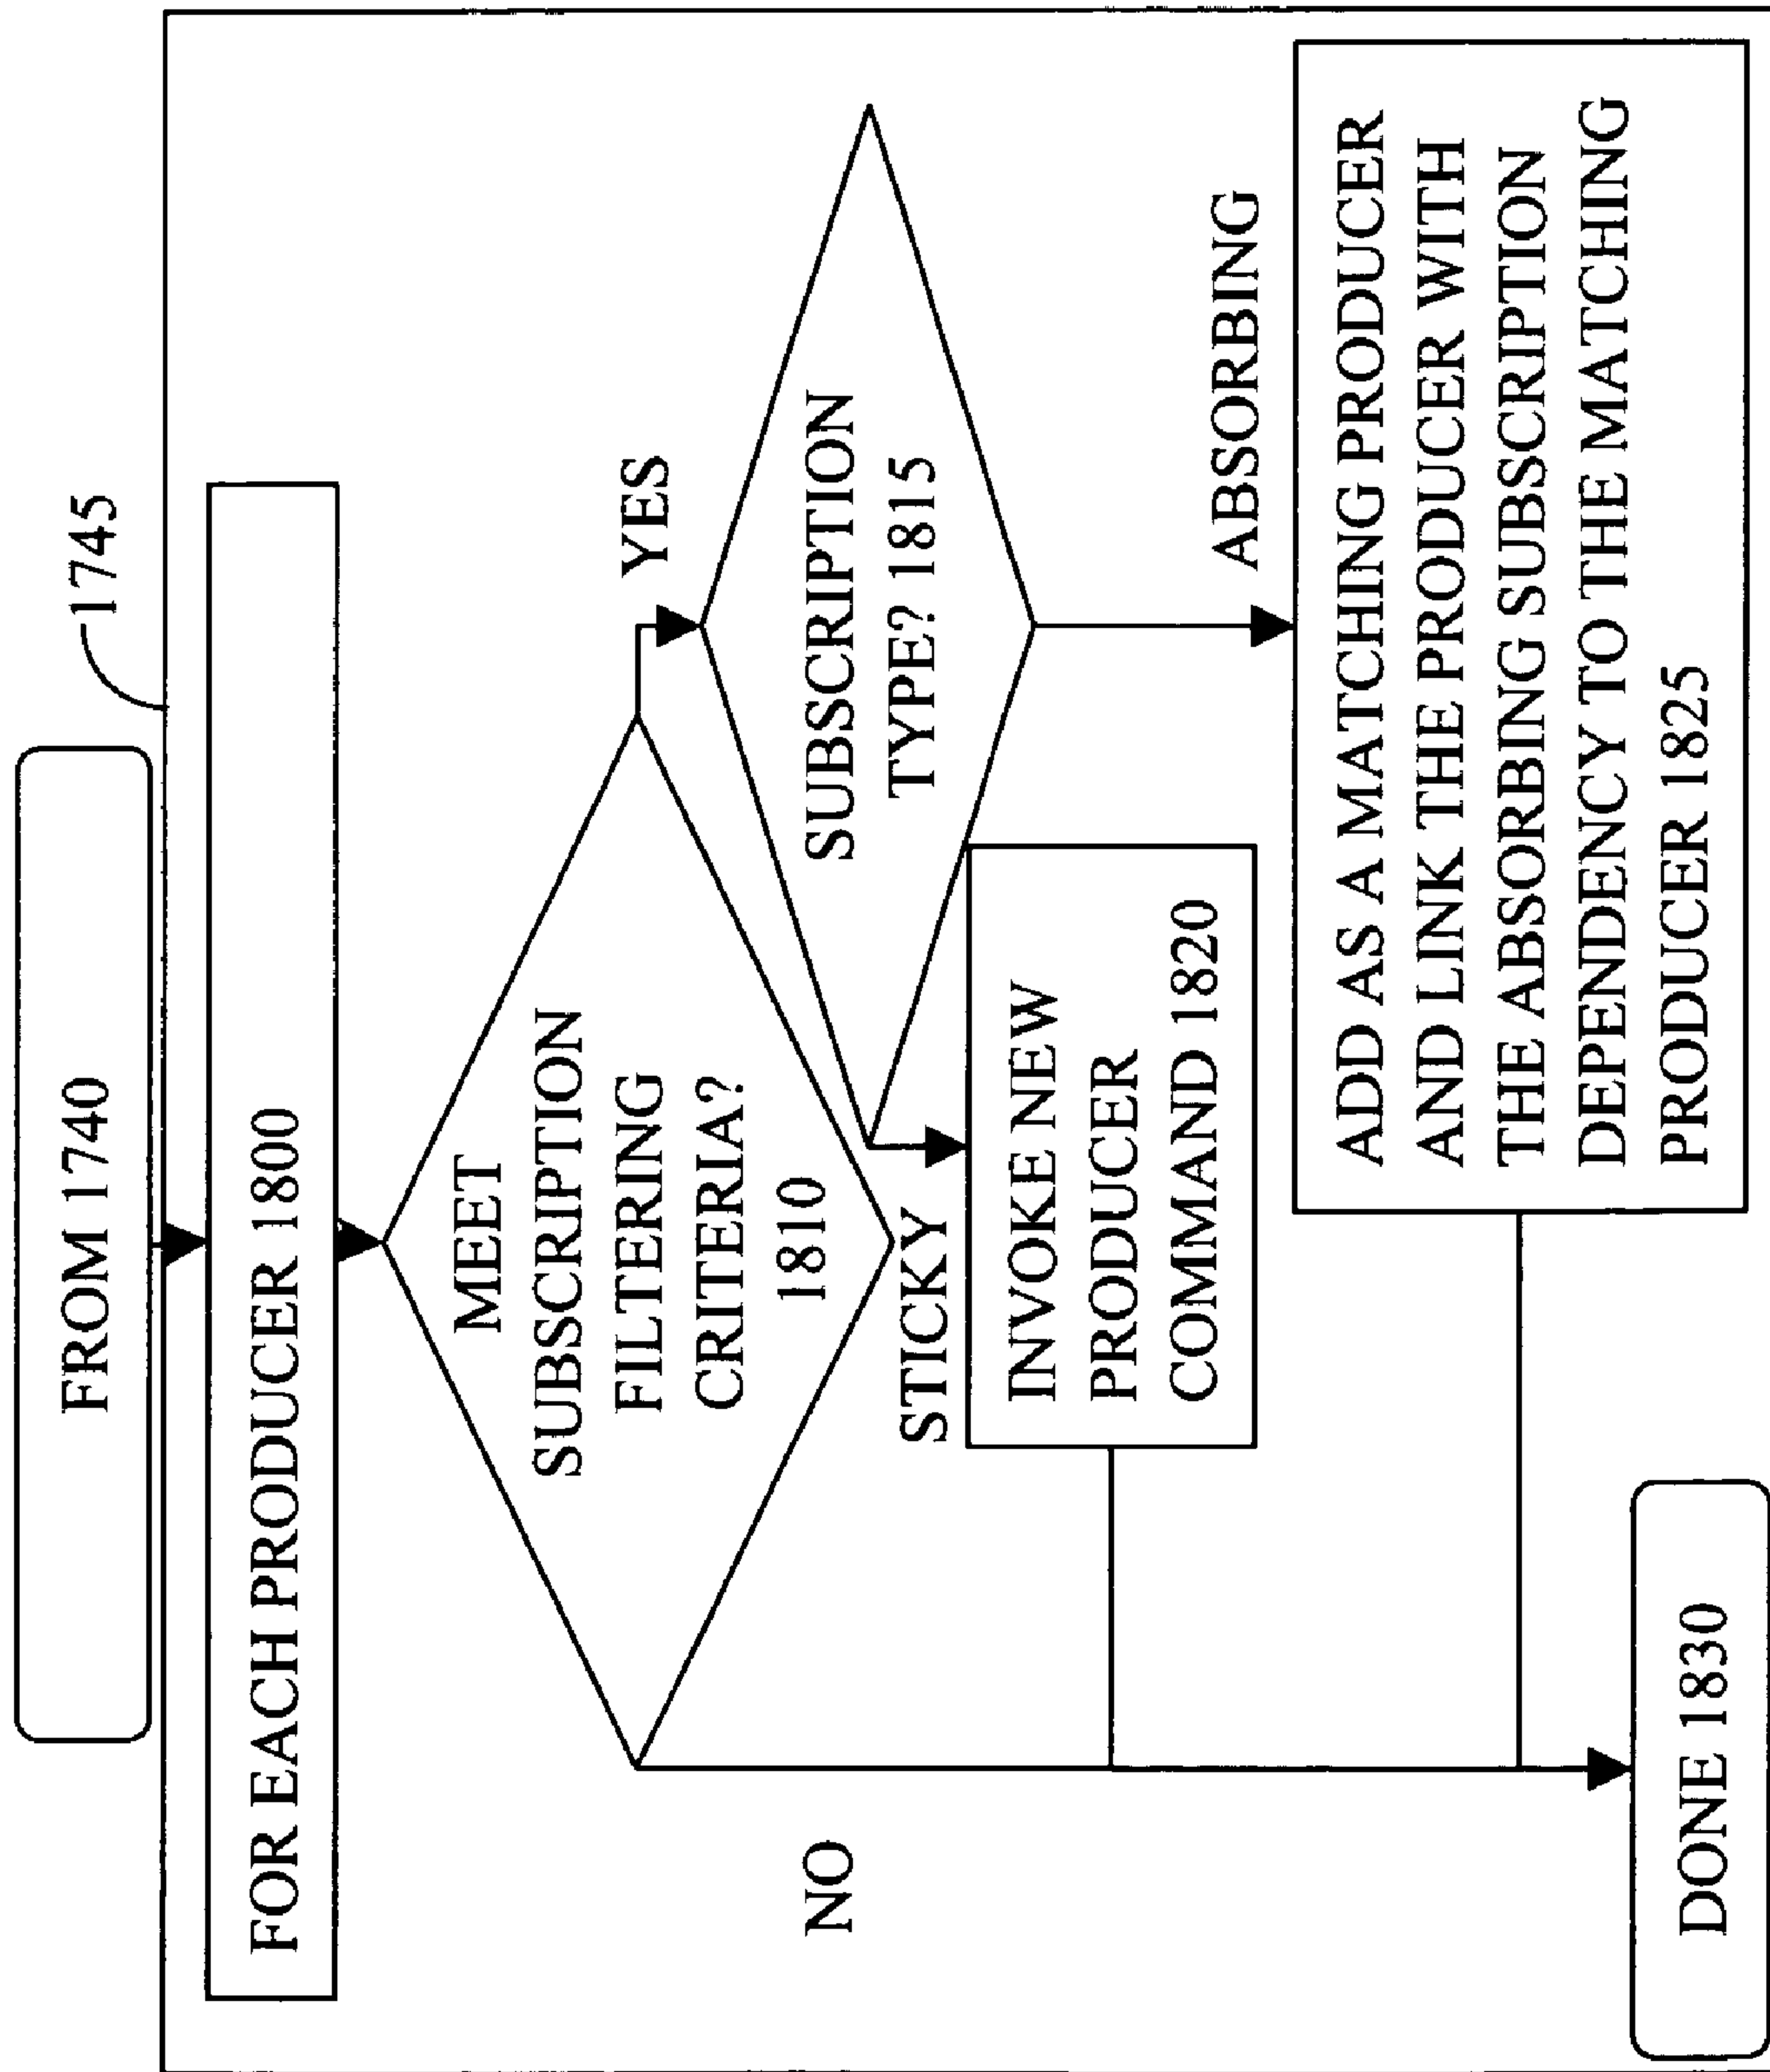 FROM 1740
1745
FOR EACH PRODUCER 1800
MEET
SUBSCRIPTION
FILTERING
CRITERIA?
1810
YES
NO
SUBSCRIPTION
TYPE? 1815
STICKY
INVOKE NEW
PRODUCER
COMMAND 1820
ABSORBING
ADD AS A MATCHING PRODUCER
AND LINK THE PRODUCER WITH
THE ABSORBING SUBSCRIPTION
DEPENDENCY TO THE MATCHING
PRODUCER 1825
DONE 1830